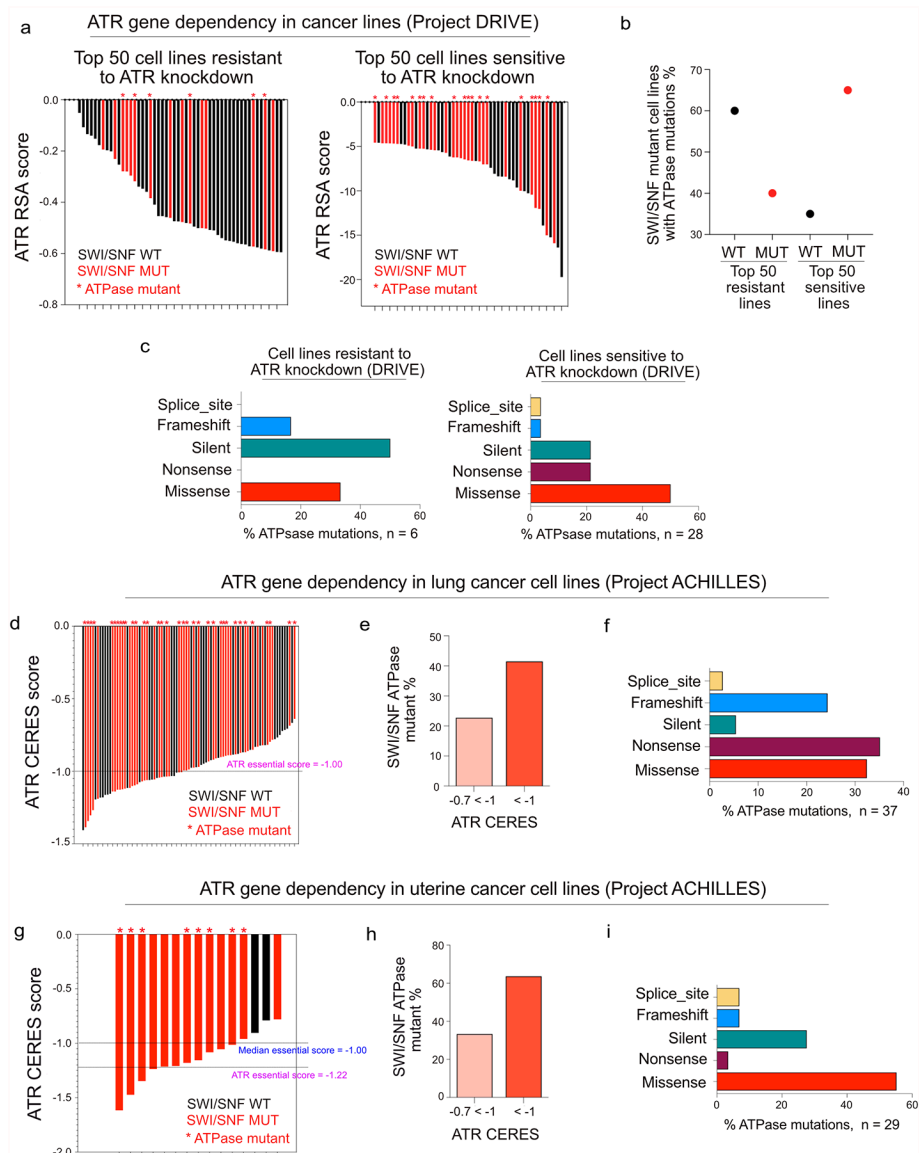 a
ATR gene dependency in cancer lines (Project DRIVE)
Top 50 cell lines resistant
to ATR knockdown
ATR RSA score
0.0
-0.2
-0.4
-0.6
-0.8
* * * * * *
SWI/SNF WT
SWI/SNF MUT
* ATPase mutant
Top 50 cell lines sensitive
to ATR knockdown
ATR RSA score
0
-5
-10
-15
-20
SWI/SNF WT
SWI/SNF MUT
* ATPase mutant
b
SWI/SNF mutant cell lines
with ATPase mutations %
70
60
50
40
30
WT MUT WT MUT
Top 50
resistant
lines
Top 50
sensitive
lines
c
Cell lines resistant to
ATR knockdown (DRIVE)
Splice_site
Frameshift
Silent
Nonsense
Missense
0 20 40 60
% ATPsase mutations, n = 6
Cell lines sensitive to
ATR knockdown (DRIVE)
Splice_site
Frameshift
Silent
Nonsense
Missense
0 20 40 60
% ATPsase mutations, n = 28
ATR gene dependency in lung cancer cell lines (Project ACHILLES)
d
ATR CERES score
0.0
-0.5
-1.0
-1.5
ATR essential score = -1.00
SWI/SNF WT
SWI/SNF MUT
* ATPase mutant
e
SWI/SNF ATPase
mutant %
50
40
30
20
10
0
-0.7 < -1 < -1
ATR CERES
f
Splice_site
Frameshift
Silent
Nonsense
Missense
0 10 20 30 40
% ATPase mutations, n = 37
ATR gene dependency in uterine cancer cell lines (Project ACHILLES)
g
ATR CERES score
0.0
-0.5
-1.0
-1.5
-2.0
* * * * * * * *
Median essential score = -1.00
ATR essential score = -1.22
SWI/SNF WT
SWI/SNF MUT
* ATPase mutant
h
SWI/SNF ATPase
mutant %
80
60
40
20
0
-0.7 < -1 < -1
ATR CERES
i
Splice_site
Frameshift
Silent
Nonsense
Missense
0 20 40 60
% ATPase mutations, n = 29